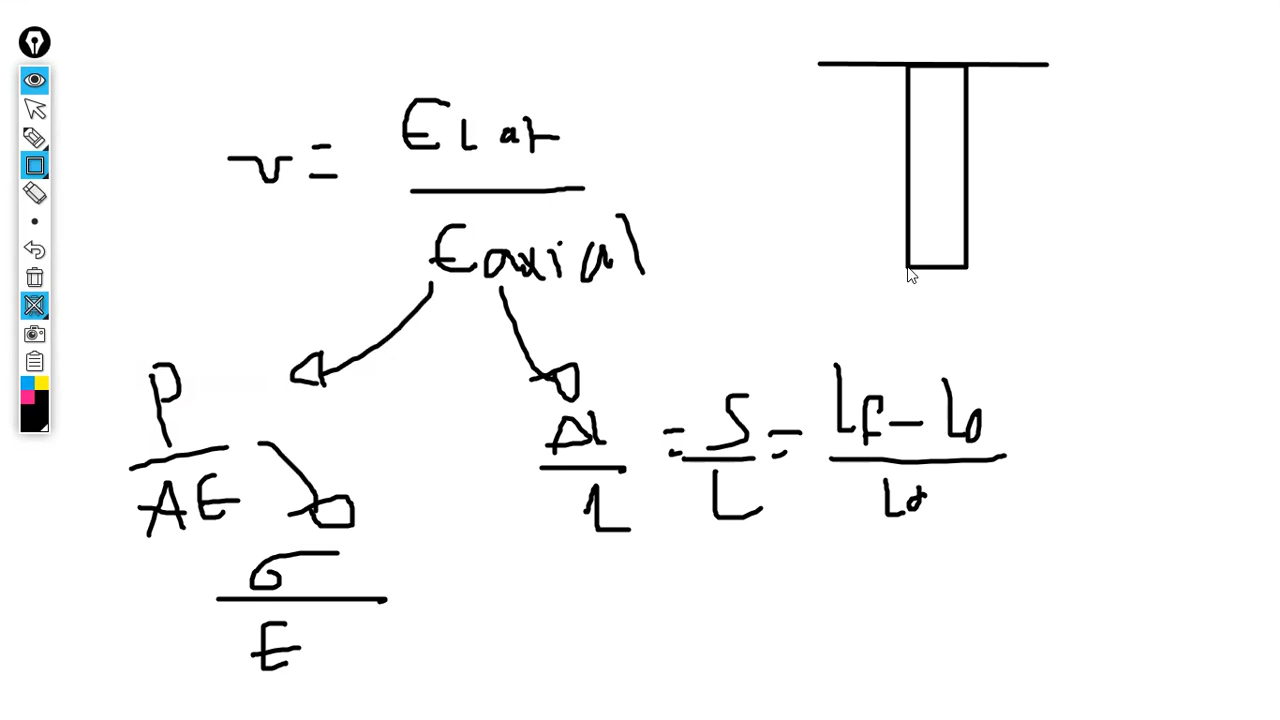 ν = ε lat
ε axial
P
AE
σ
E
ΔL
L
= δ = Lf - Lo
L
Lo